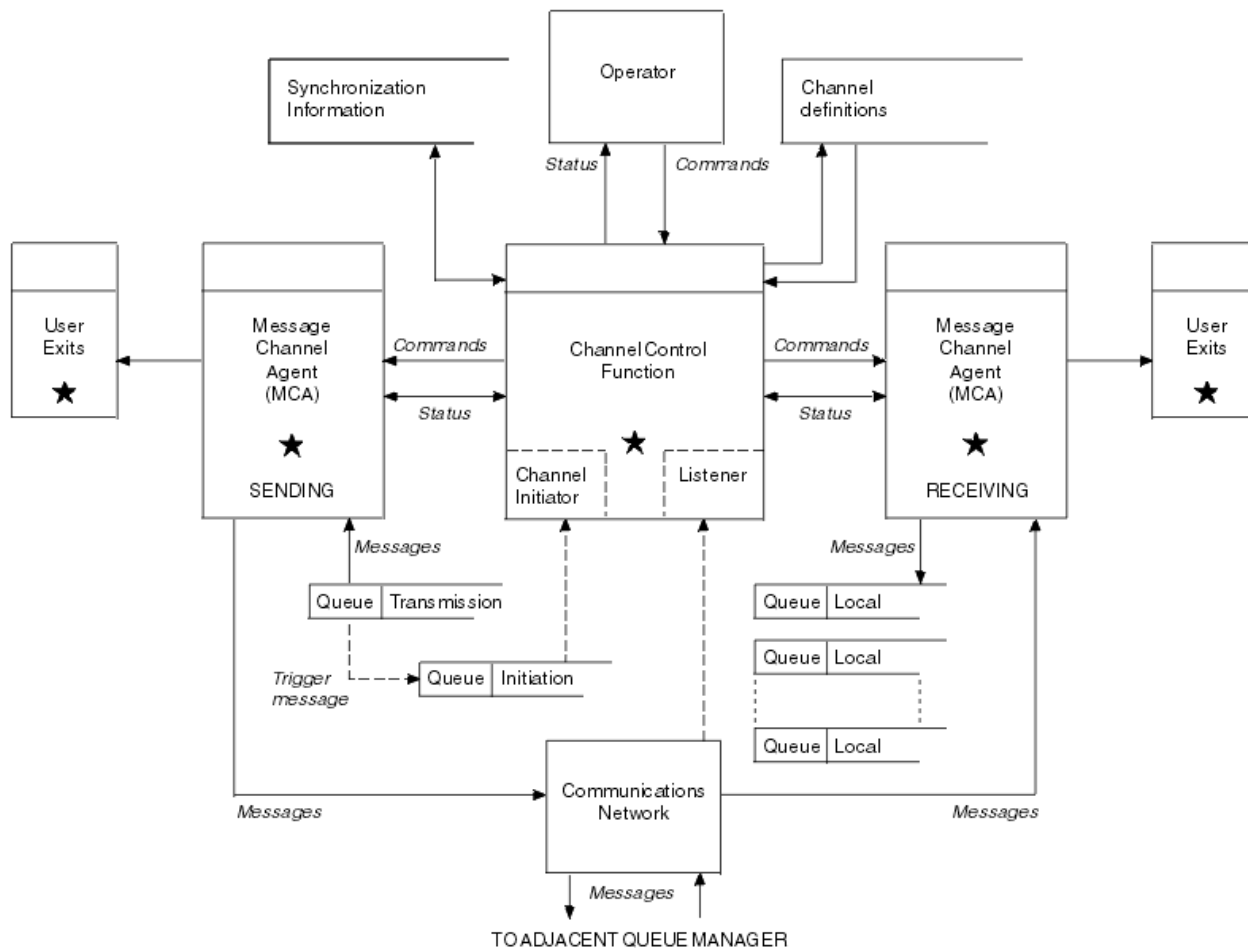 Operator
Synchronization
Information
Channel
definitions
Status
Commands
User
Exits
Message
Channel
Agent
(MCA)
SENDING
Commands
Status
Channel Control
Function
Channel
Initiator
Listener
Commands
Status
Message
Channel
Agent
(MCA)
RECEIVING
User
Exits
Messages
Queue Transmission
Trigger
message
Queue Initiation
Messages
Queue Local
Queue Local
Queue Local
Messages
Communications
Network
Messages
Messages
TO ADJACENT QUEUE MANAGER